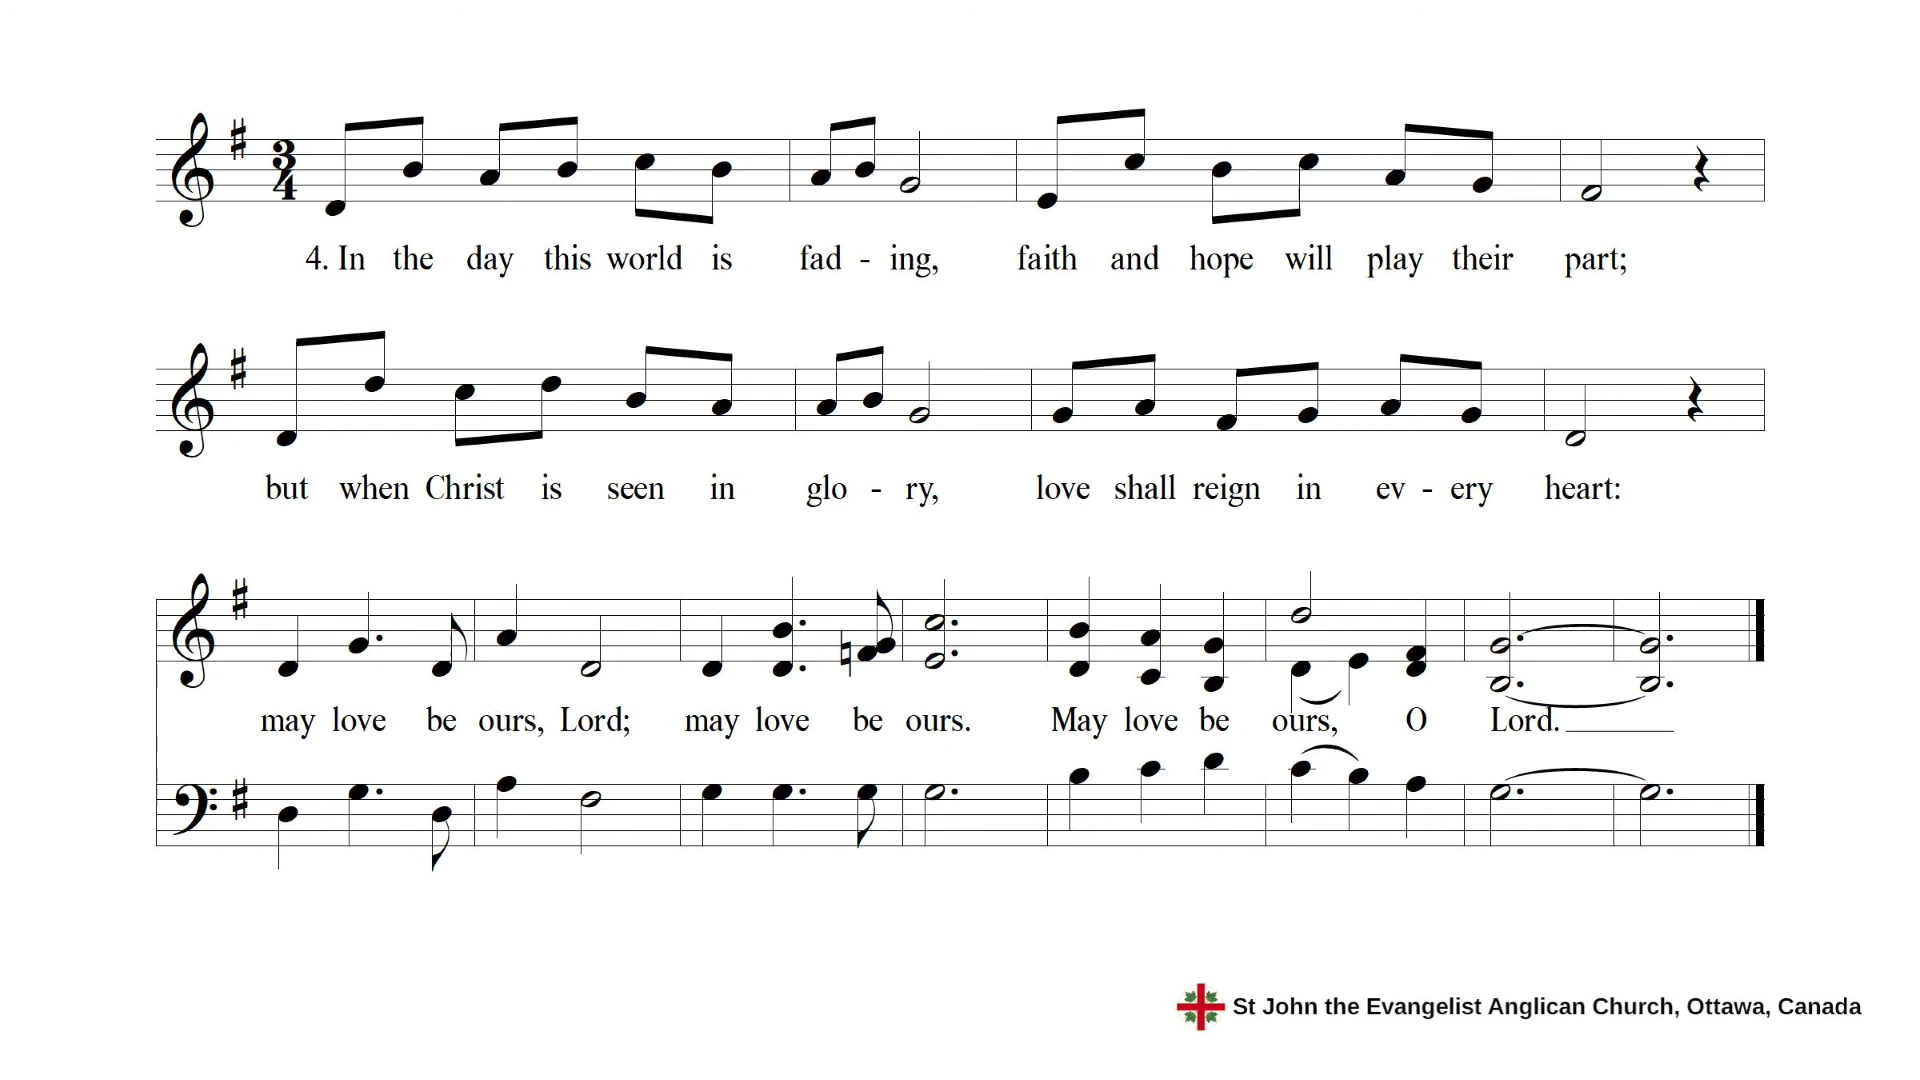 4. In the day this world is fad - ing, faith and hope will play their part;
but when Christ is seen in glo - ry, love shall reign in ev - ery heart:
may love be ours, Lord; may love be ours. May love be ours, O Lord.
St John the Evangelist Anglican Church, Ottawa, Canada